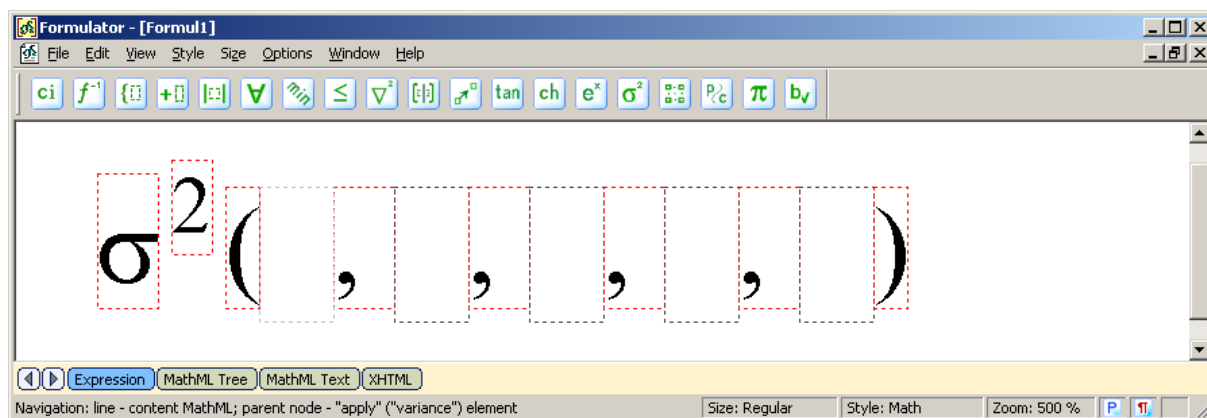 Formulator - [Formul1]
File Edit View Style Size Options Window Help
ci f⁻¹ {▯ +▯ |▯| ∀ ≤ ∇² tan ch eˣ σ² P/C π b√
σ²( , , , , )
Expression MathML Tree MathML Text XHTML
Navigation: line - content MathML; parent node - "apply" ("variance") element Size: Regular Style: Math Zoom: 500 % P ¶